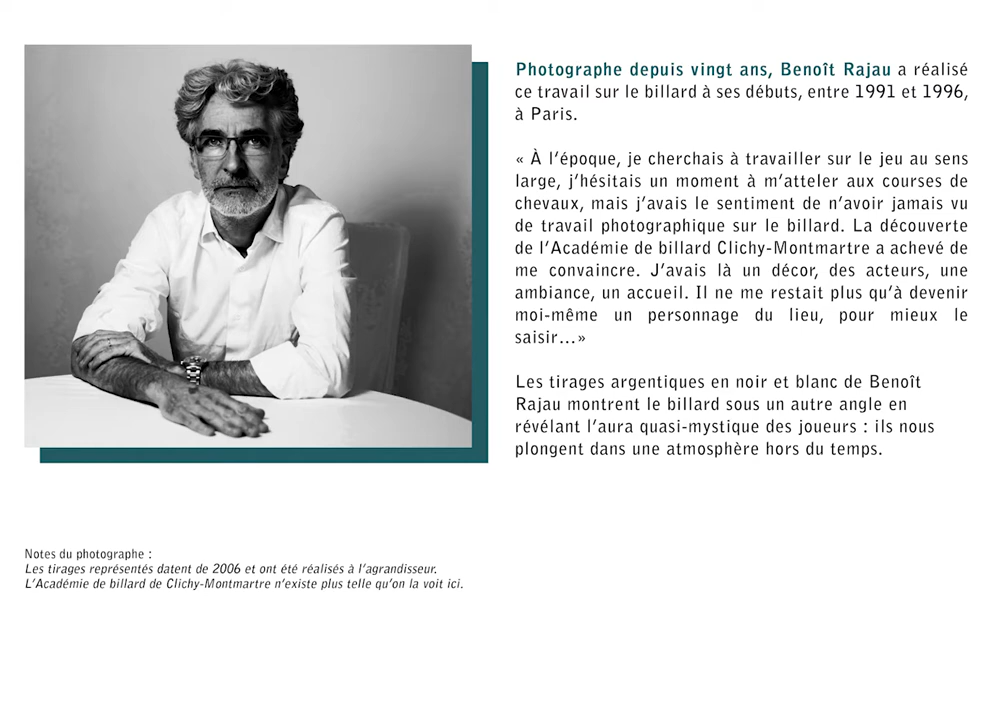 Photographe depuis vingt ans, Benoît Rajau a réalisé
ce travail sur le billard à ses débuts, entre 1991 et 1996,
à Paris.
« À l’époque, je cherchais à travailler sur le jeu au sens
large, j’hésitais un moment à m’atteler aux courses de
chevaux, mais j’avais le sentiment de n’avoir jamais vu
de travail photographique sur le billard. La découverte
de l’Académie de billard Clichy-Montmartre a achevé de
me convaincre. J’avais là un décor, des acteurs, une
ambiance, un accueil. Il ne me restait plus qu’à devenir
moi-même un personnage du lieu, pour mieux le
saisir...»
Les tirages argentiques en noir et blanc de Benoît
Rajau montrent le billard sous un autre angle en
révélant l’aura quasi-mystique des joueurs : ils nous
plongent dans une atmosphère hors du temps.
Notes du photographe :
Les tirages représentés datent de 2006 et ont été réalisés à l’agrandisseur.
L’Académie de billard de Clichy-Montmartre n’existe plus telle qu’on la voit ici.